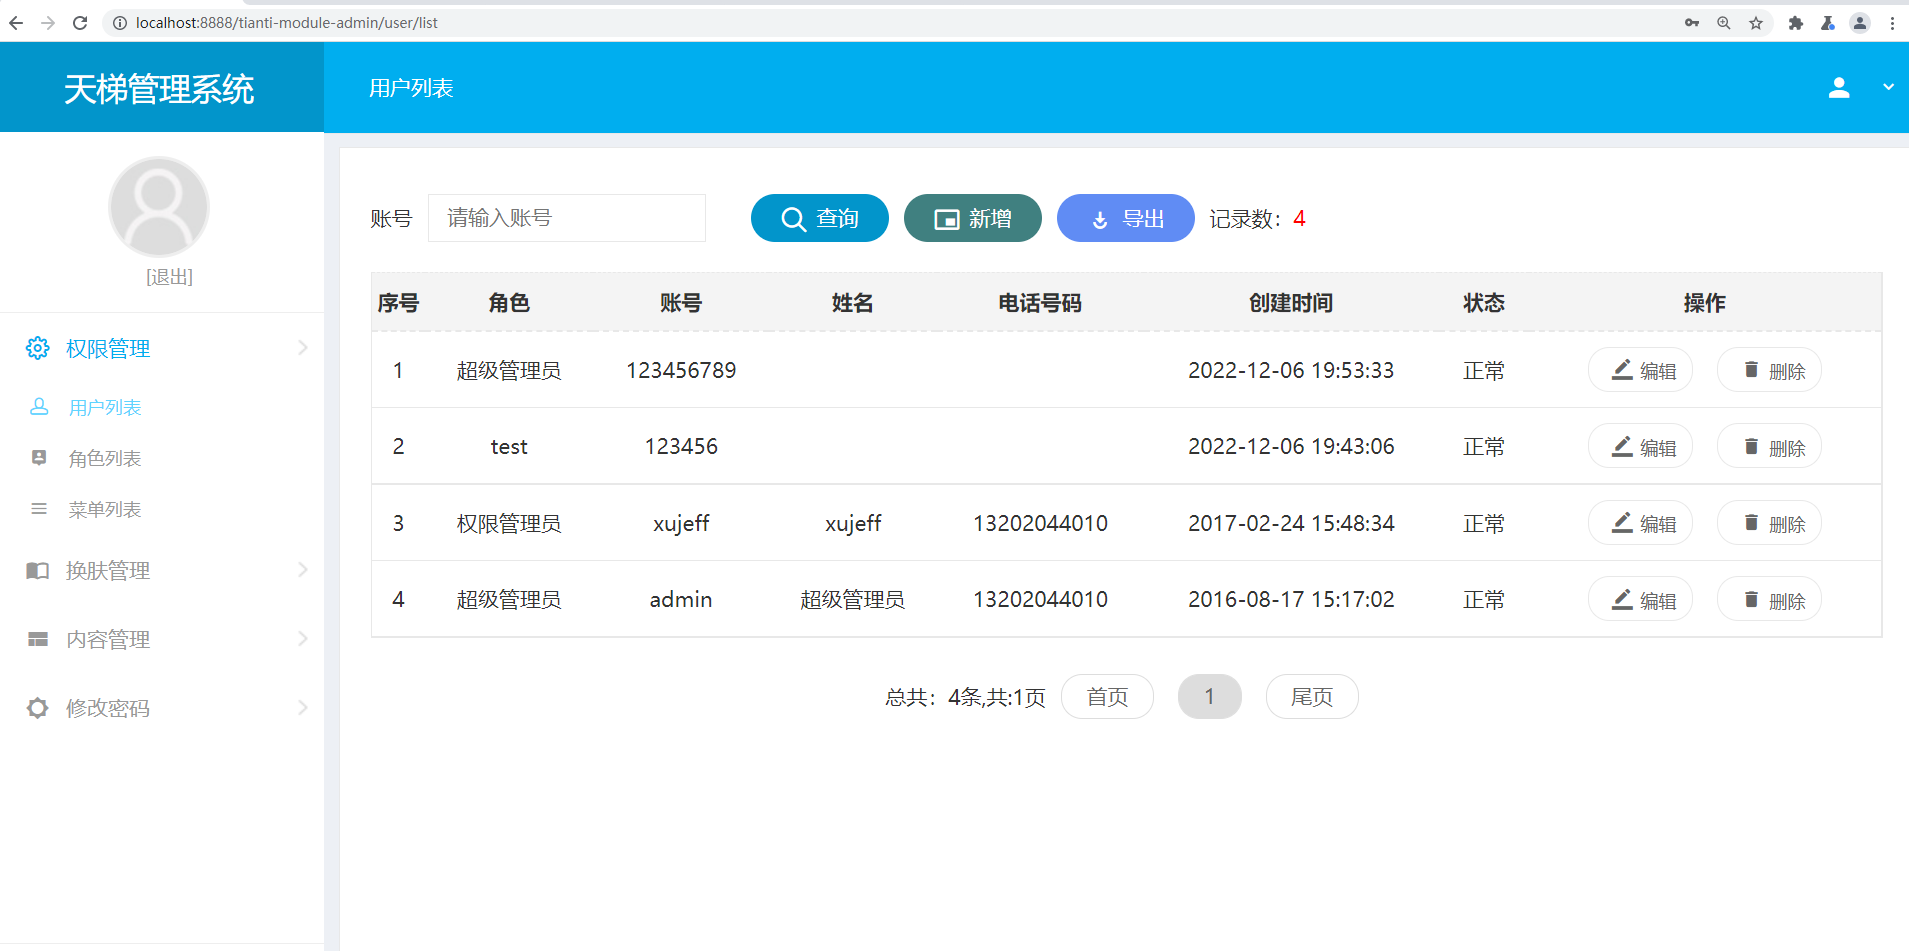 localhost:8888/tianti-module-admin/user/list
天梯管理系统
用户列表
[退出]
权限管理
用户列表
角色列表
菜单列表
换肤管理
内容管理
修改密码
账号 请输入账号 查询 新增 导出 记录数：4
序号 角色 账号 姓名 电话号码 创建时间 状态 操作
1 超级管理员 123456789 2022-12-06 19:53:33 正常 编辑 删除
2 test 123456 2022-12-06 19:43:06 正常 编辑 删除
3 权限管理员 xujeff xujeff 13202044010 2017-02-24 15:48:34 正常 编辑 删除
4 超级管理员 admin 超级管理员 13202044010 2016-08-17 15:17:02 正常 编辑 删除
总共：4条,共:1页 首页 1 尾页